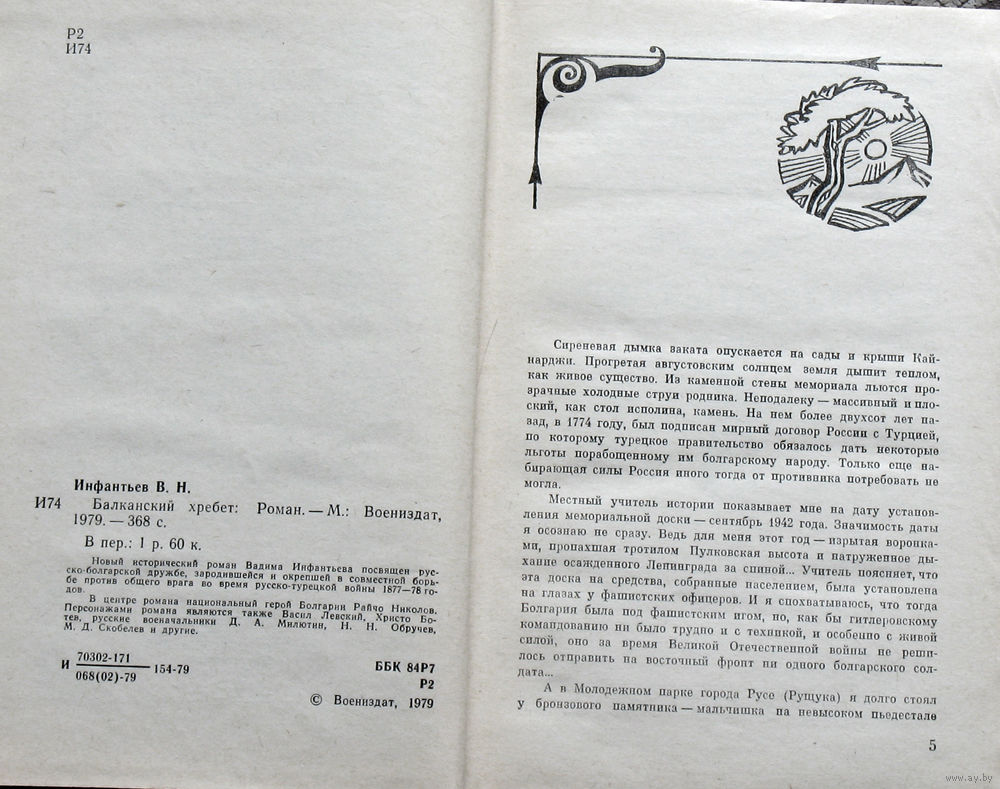 Р2
И74
Инфантьев В. Н.
И74 Балканский хребет: Роман. — М.: Воениздат,
1979. — 368 с.
В пер.: 1 р. 60 к.
Новый исторический роман Вадима Инфантьева посвящен рус-
ско-болгарской дружбе, зародившейся и окрепшей в совместной борь-
бе против общего врага во время русско-турецкой войны 1877—78 го-
дов.
В центре романа национальный герой Болгарии Райчо Николов.
Персонажами романа являются также Васил Левский, Христо Бо-
тев, русские военачальники Д. А. Милютин, Н. Н. Обручев,
М. Д. Скобелев и другие.
И 70302-171
068(02)-79 154-79
ББК 84Р7
Р2
© Воениздат, 1979
Сиреневая дымка заката опускается на сады и крыши Кай-
нарджи. Прогретая августовским солнцем земля дышит теплом,
как живое существо. Из каменной стены мемориала льются про-
зрачные холодные струи родника. Неподалеку — массивный и пло-
ский, как стол исполина, камень. На нем более двухсот лет на-
зад, в 1774 году, был подписан мирный договор России с Турцией,
по которому турецкое правительство обязалось дать некоторые
льготы порабощенному им болгарскому народу. Только еще на-
бирающая силы Россия иного тогда от противника потребовать не
могла.
Местный учитель истории показывает мне на дату установ-
ления мемориальной доски — сентябрь 1942 года. Значимость даты
я осознаю не сразу. Ведь для меня этот год — изрытая воронка-
ми, пропахшая тротилом Пулковская высота и натруженное ды-
хание осажденного Ленинграда за спиной... Учитель поясняет, что
эта доска на средства, собранные населением, была установлена
на глазах у фашистских офицеров. И я спохватываюсь, что тогда
Болгария была под фашистским игом, но, как бы гитлеровскому
командованию ни было трудно и с техникой, и особенно с живой
силой, оно за время Великой Отечественной войны не реши-
лось отправить на восточный фронт ни одного болгарского сол-
дата...
А в Молодежном парке города Русе (Рущука) я долго стоял
у бронзового памятника — мальчишка на невысоком пьедестале
5
www.ay.by